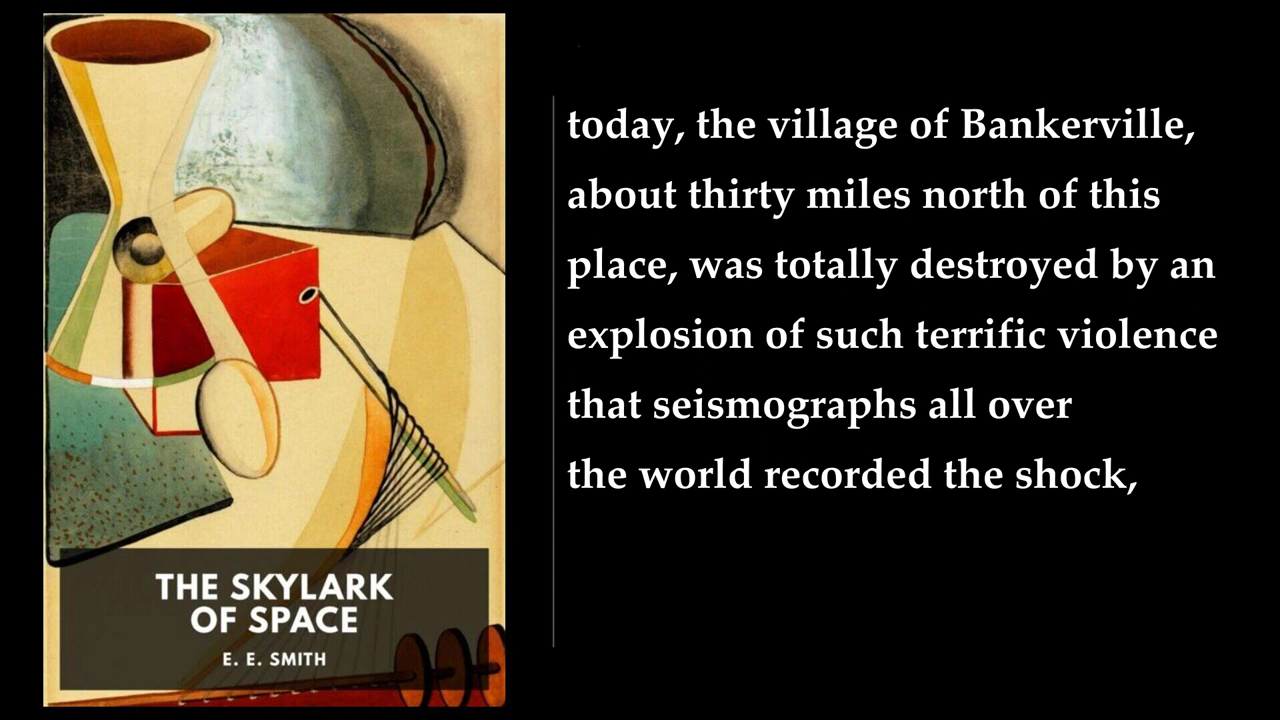 THE SKYLARK
OF SPACE
E. E. SMITH
today, the village of Bankerville,
about thirty miles north of this
place, was totally destroyed by an
explosion of such terrific violence
that seismographs all over
the world recorded the shock,